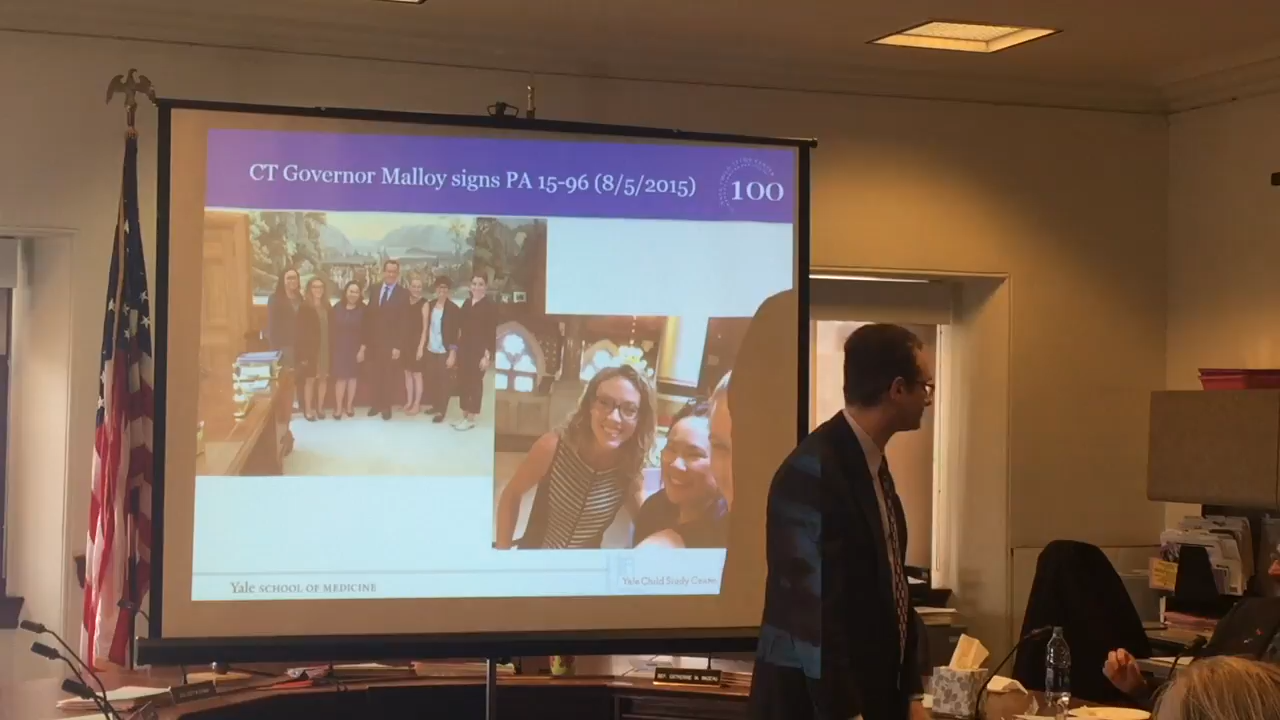 CT Governor Malloy signs PA 15-96 (8/5/2015)
100
Yale SCHOOL OF MEDICINE
Yale Child Study Center